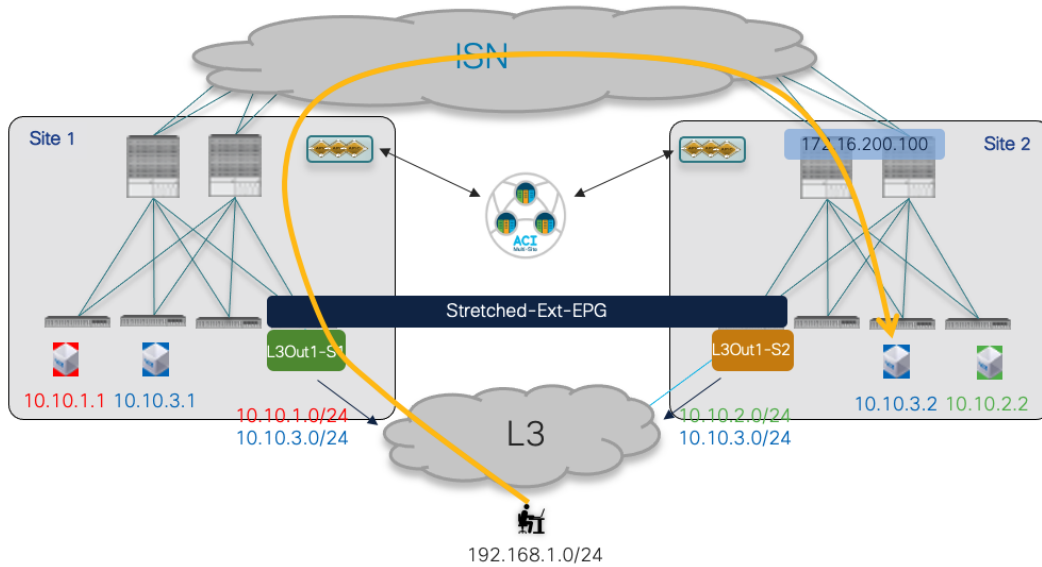 ISN
Site 1
172.16.200.100
Site 2
ACI
Multi-Site
Stretched-Ext-EPG
L3Out1-S1
L3Out1-S2
10.10.1.1
10.10.3.1
10.10.3.2
10.10.2.2
10.10.1.0/24
10.10.3.0/24
L3
10.10.2.0/24
10.10.3.0/24
192.168.1.0/24